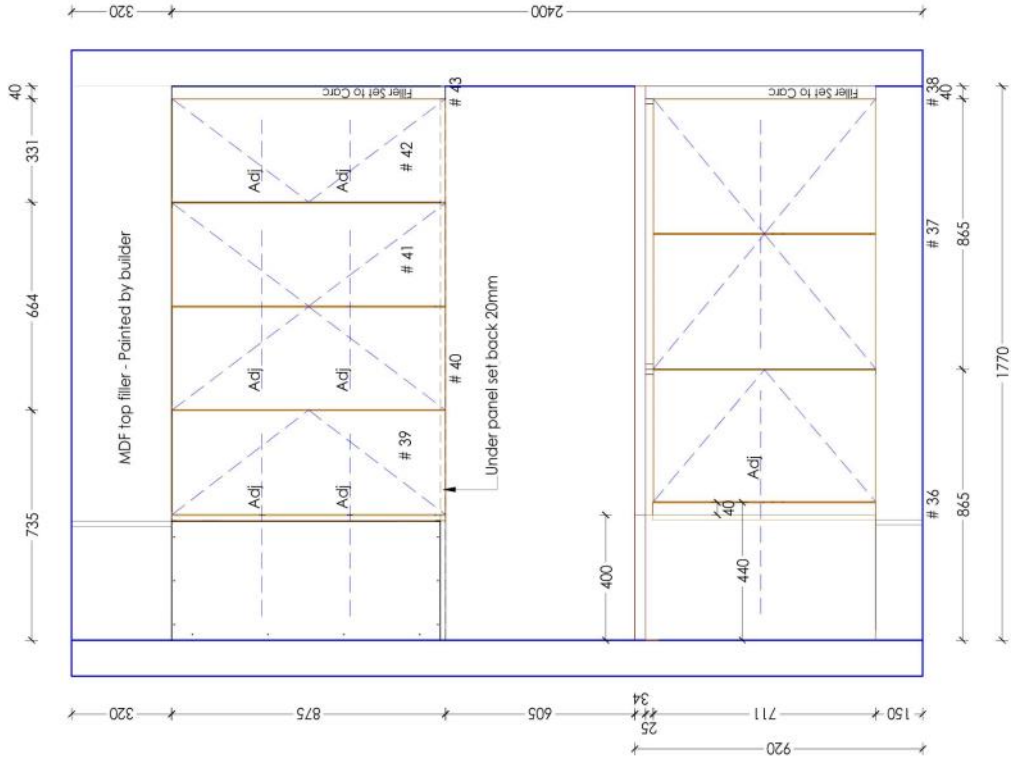 320
2400
40
331
664
735
MDF top filler - Painted by builder
Filler Set to Carc
# 43
Adj
Adj
# 42
Adj
Adj
# 41
# 40
Adj
Adj
# 39
Under panel set back 20mm
Filler Set to Carc
# 38
40
# 37
865
Adj
# 36
40
865
1770
400
440
320
875
605
34
25
711
150
920